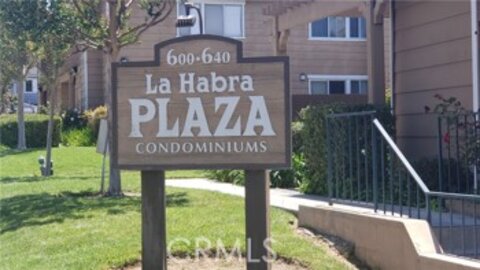 600-640
La Habra
PLAZA
CONDOMINIUMS
CRMLS